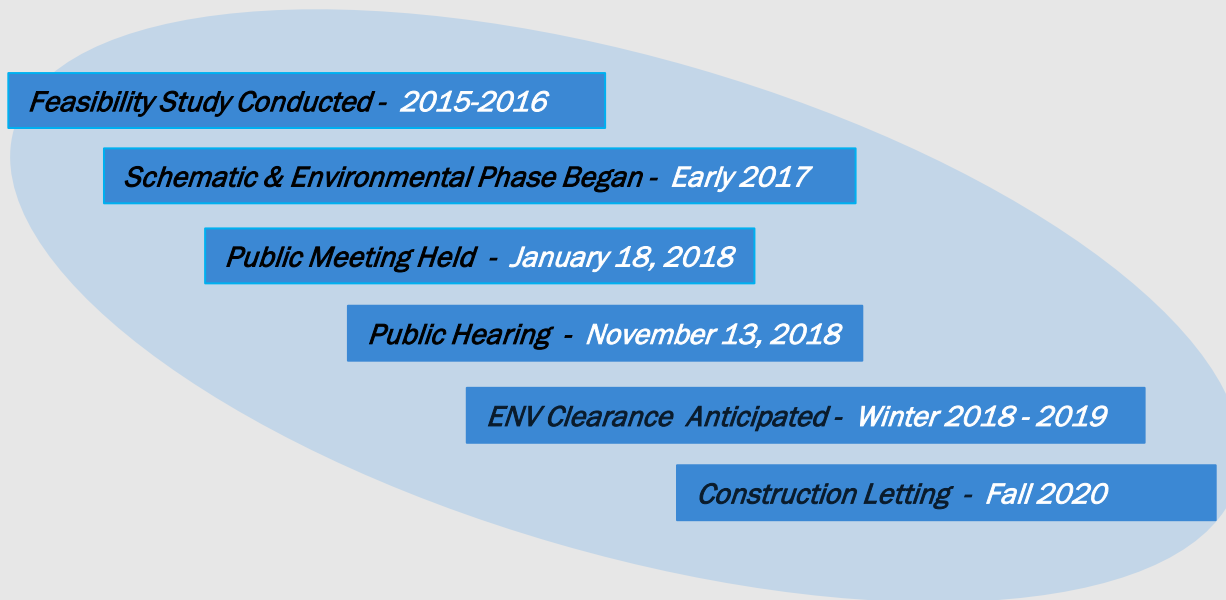 Feasibility Study Conducted - 2015-2016
Schematic & Environmental Phase Began - Early 2017
Public Meeting Held - January 18, 2018
Public Hearing - November 13, 2018
ENV Clearance Anticipated - Winter 2018 - 2019
Construction Letting - Fall 2020